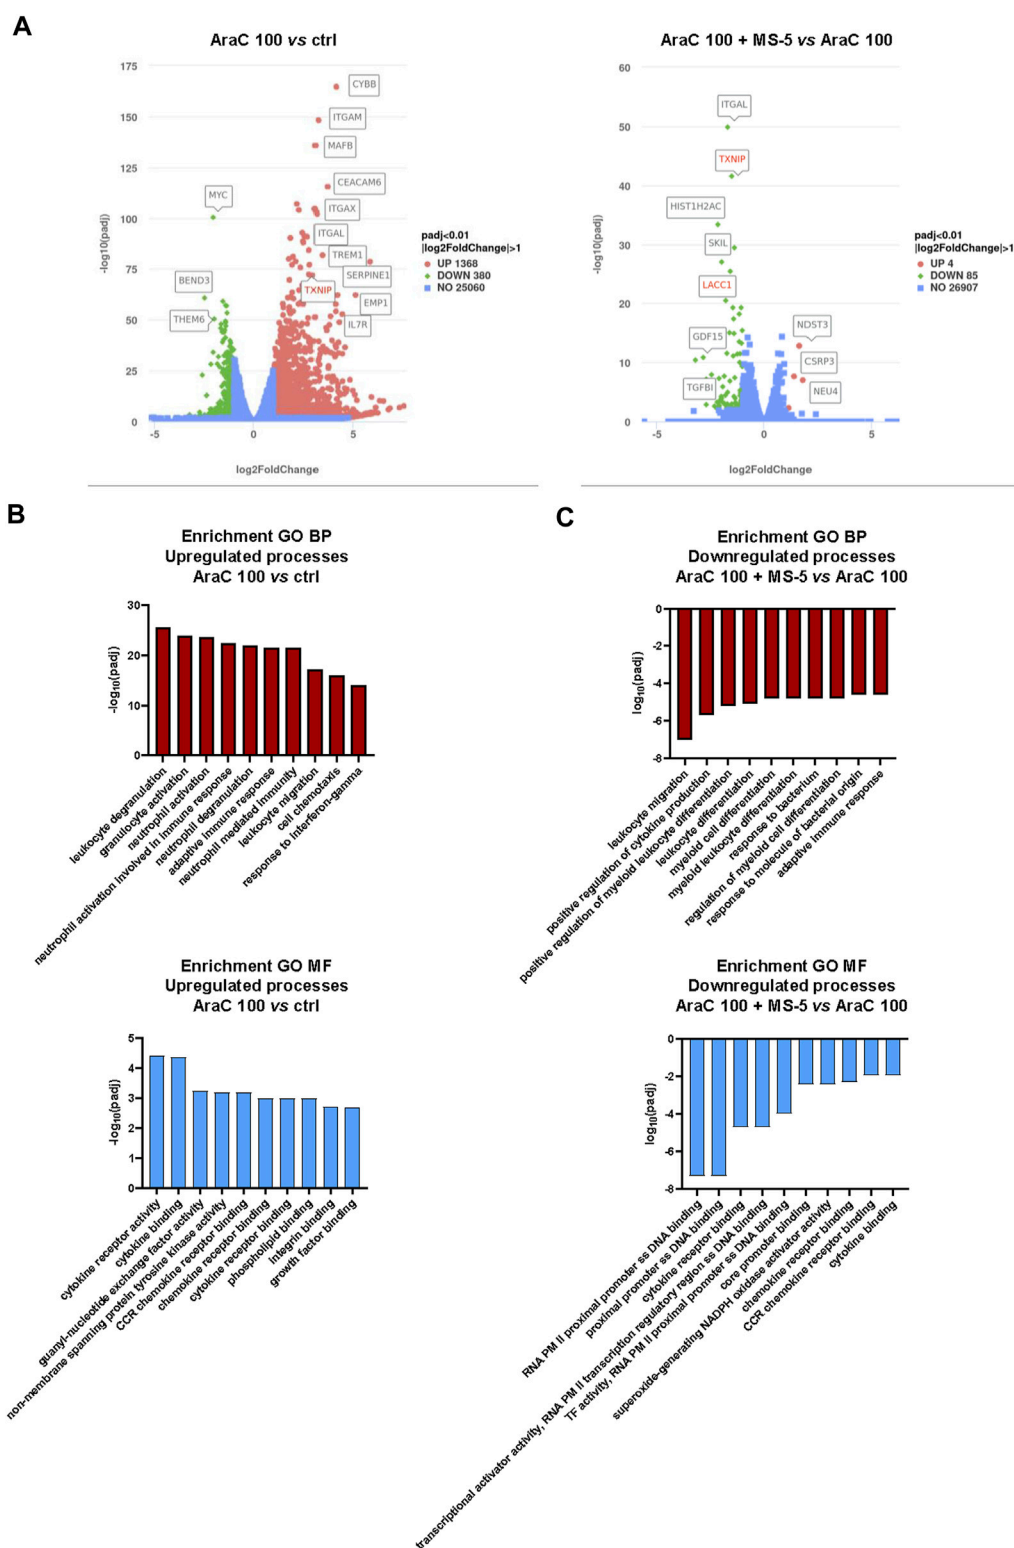 A
AraC 100 vs ctrl
175
150
125
100
75
50
25
0
-5
0
5
-log10(padj)
log2FoldChange
CYBB
ITGAM
MAFB
CEACAM6
MYC
ITGAX
ITGAL
TREM1
SERPINE1
BEND3
TXNIP
EMP1
THEM6
IL7R
padj<0.01
|log2FoldChange|>1
UP 1368
DOWN 380
NO 25060
AraC 100 + MS-5 vs AraC 100
60
50
40
30
20
10
0
-5
0
5
-log10(padj)
log2FoldChange
ITGAL
TXNIP
HIST1H2AC
SKIL
LACC1
NDST3
GDF15
CSRP3
TGFBI
NEU4
padj<0.01
|log2FoldChange|>1
UP 4
DOWN 85
NO 26907
B
Enrichment GO BP
Upregulated processes
AraC 100 vs ctrl
30
20
10
0
-log10(padj)
leukocyte degranulation
granulocyte activation
neutrophil activation
neutrophil activation involved in immune response
neutrophil degranulation
adaptive immune response
neutrophil mediated immunity
leukocyte migration
cell chemotaxis
response to interferon-gamma
C
Enrichment GO BP
Downregulated processes
AraC 100 + MS-5 vs AraC 100
0
-2
-4
-6
-8
log10(padj)
leukocyte migration
positive regulation of cytokine production
positive regulation of myeloid leukocyte differentiation
leukocyte differentiation
myeloid cell differentiation
myeloid leukocyte differentiation
response to bacterium
regulation of myeloid cell differentiation
response to molecule of bacterial origin
adaptive immune response
Enrichment GO MF
Upregulated processes
AraC 100 vs ctrl
5
4
3
2
1
0
-log10(padj)
cytokine receptor activity
cytokine binding
guanyl-nucleotide exchange factor activity
non-membrane spanning protein tyrosine kinase activity
CCR chemokine receptor binding
chemokine receptor binding
cytokine receptor binding
phospholipid binding
integrin binding
growth factor binding
Enrichment GO MF
Downregulated processes
AraC 100 + MS-5 vs AraC 100
0
-2
-4
-6
-8
log10(padj)
RNA PM II proximal promoter ss DNA binding
proximal promoter ss DNA binding
cytokine receptor binding
transcriptional activator activity, RNA PM II transcription regulatory region ss DNA binding
TF activity, RNA PM II proximal promoter ss DNA binding
core promoter binding
superoxide-generating NADPH oxidase activator activity
chemokine receptor binding
CCR chemokine receptor binding
cytokine binding